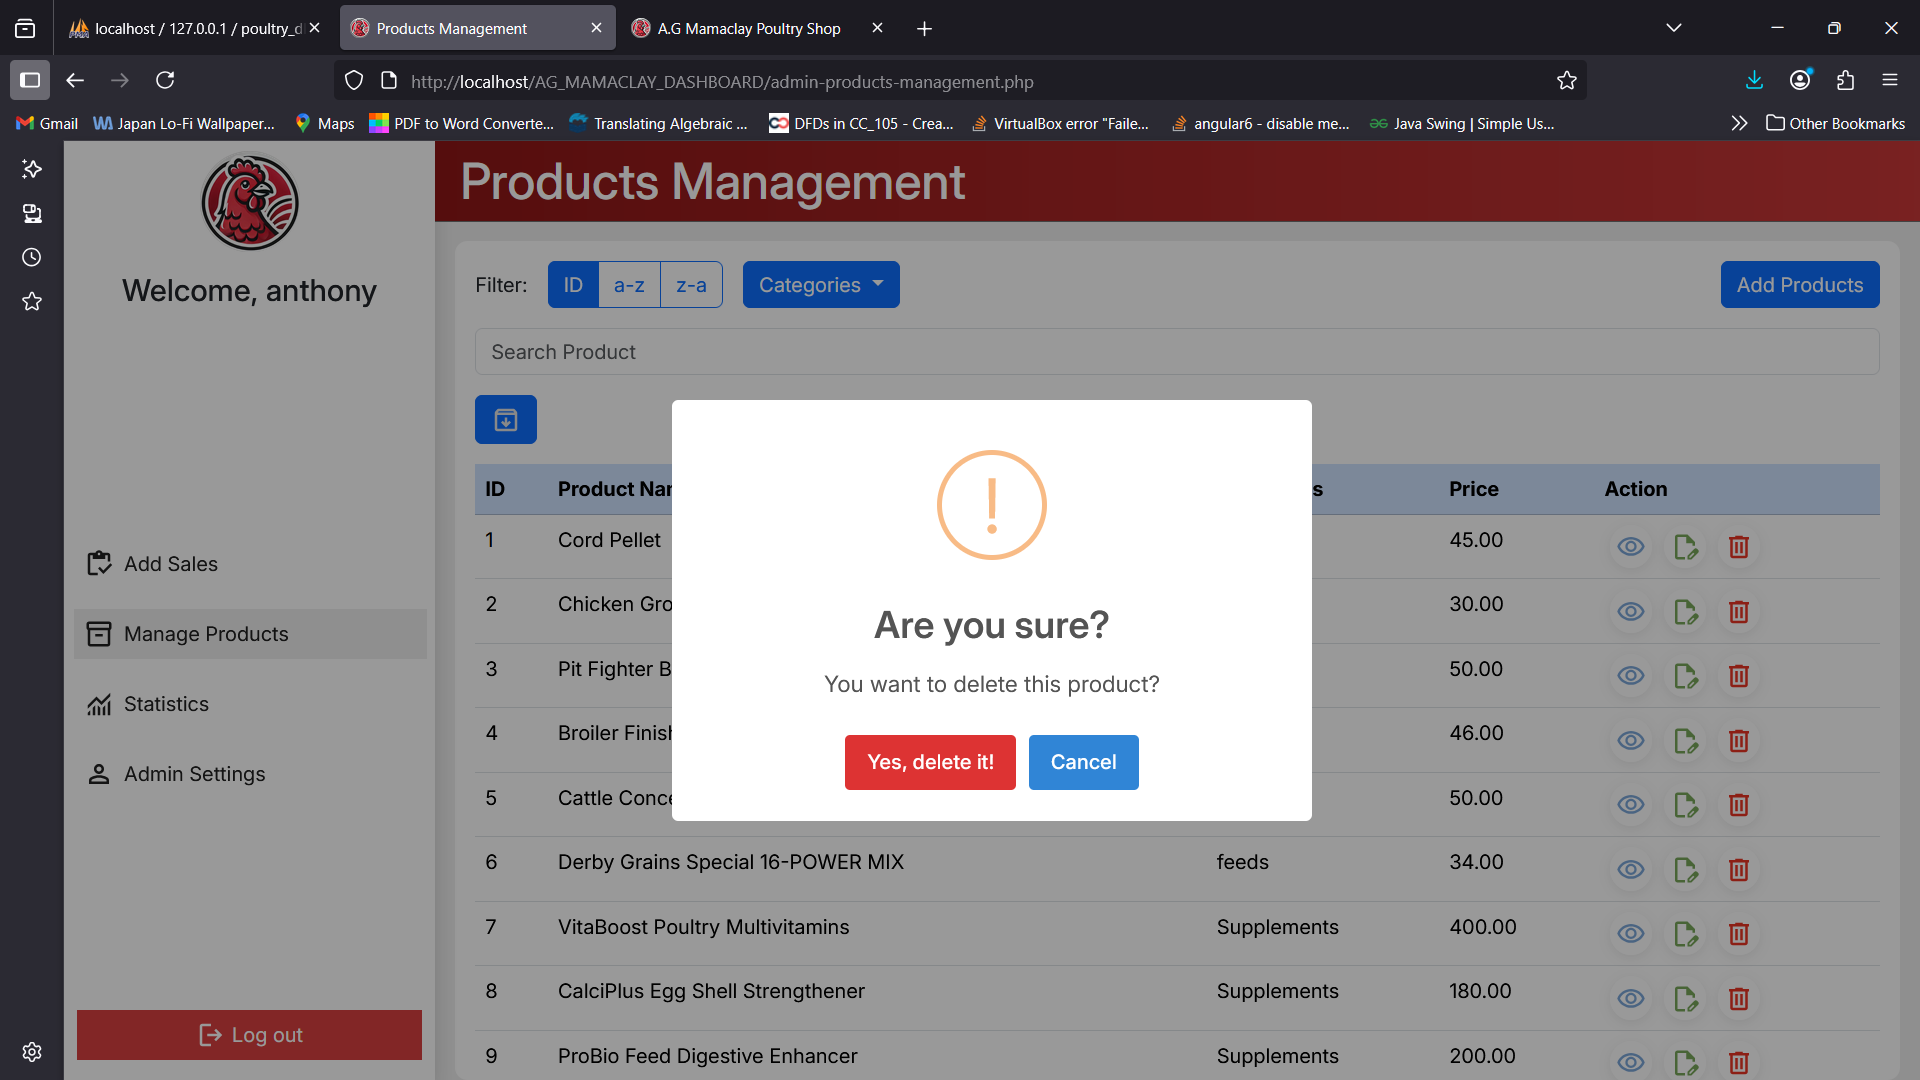 localhost / 127.0.0.1 / poultry_d
Products Management
A.G Mamaclay Poultry Shop
http://localhost/AG_MAMACLAY_DASHBOARD/admin-products-management.php
Gmail
Japan Lo-Fi Wallpaper...
Maps
PDF to Word Converte...
Translating Algebraic ...
DFDs in CC_105 - Crea...
VirtualBox error "Faile...
angular6 - disable me...
Java Swing | Simple Us...
Other Bookmarks
Welcome, anthony
Add Sales
Manage Products
Statistics
Admin Settings
Log out
Products Management
Filter: ID a-z z-a Categories Add Products
Search Product
ID Product Nar s Price Action
1 Cord Pellet 45.00
2 Chicken Gro 30.00
3 Pit Fighter B 50.00
4 Broiler Finish 46.00
5 Cattle Conce 50.00
6 Derby Grains Special 16-POWER MIX feeds 34.00
7 VitaBoost Poultry Multivitamins Supplements 400.00
8 CalciPlus Egg Shell Strengthener Supplements 180.00
9 ProBio Feed Digestive Enhancer Supplements 200.00
!
Are you sure?
You want to delete this product?
Yes, delete it! Cancel